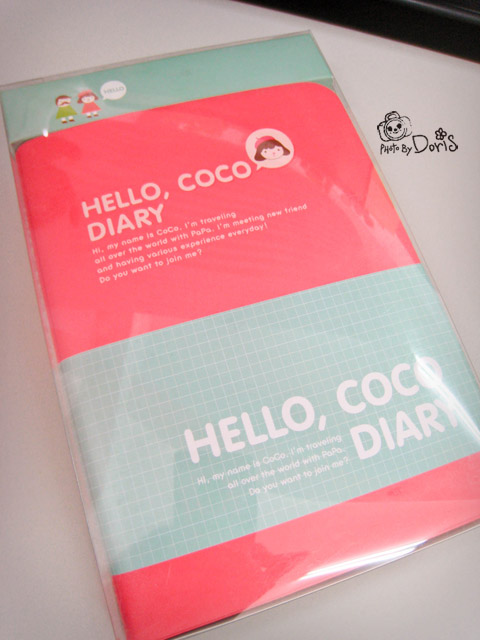 HELLO
HELLO, COCO
DIARY
Hi, my name is CoCo. I'm traveling
all over the world with PaPa. I'm meeting new friend
and having various experience everyday!
Do you want to join me?
PHOTO BY DORIS
HELLO, COCO
DIARY
Hi, my name is CoCo. I'm traveling
all over the world with PaPa.
Do you want to join me?